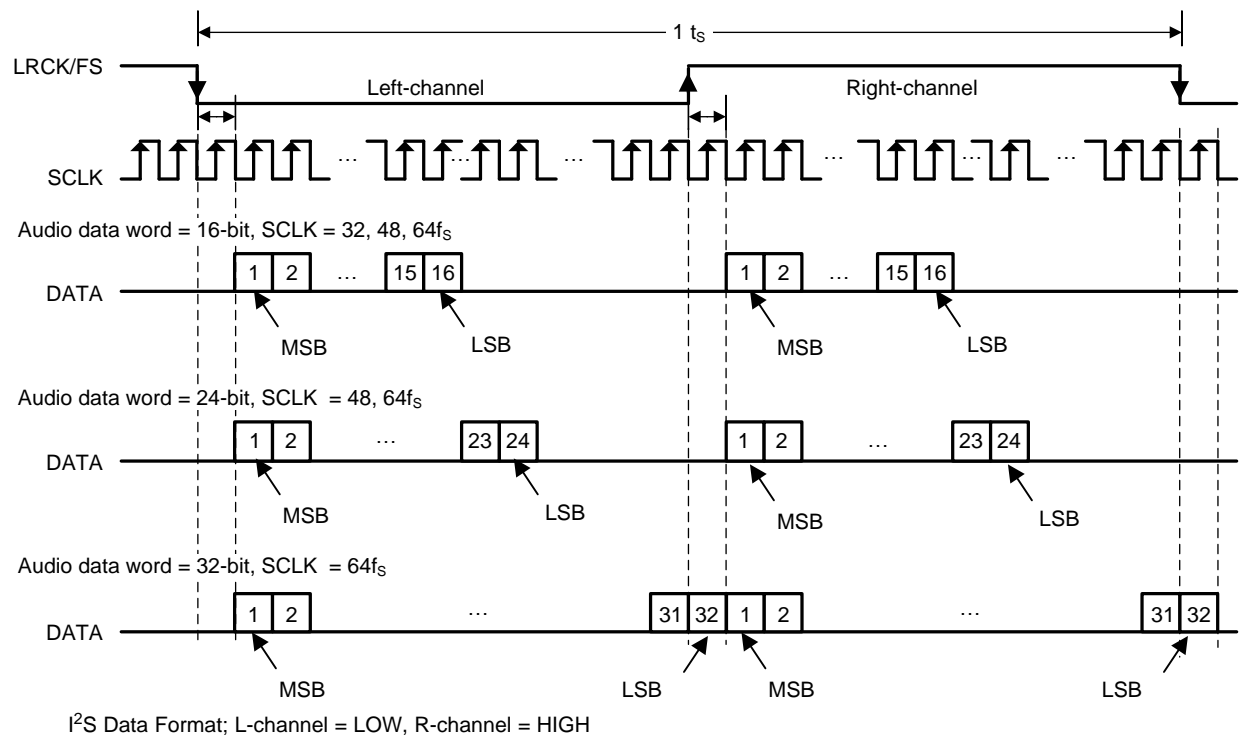 1 tS
LRCK/FS
Left-channel
Right-channel
... ... ... ... ... ...
SCLK
Audio data word = 16-bit, SCLK = 32, 48, 64fS
1 2 ... 15 16 1 2 ... 15 16
DATA
MSB LSB MSB LSB
Audio data word = 24-bit, SCLK = 48, 64fS
1 2 ... 23 24 1 2 ... 23 24
DATA
MSB LSB MSB LSB
Audio data word = 32-bit, SCLK = 64fS
1 2 ... 31 32 1 2 ... 31 32
DATA
MSB LSB MSB LSB
I2S Data Format; L-channel = LOW, R-channel = HIGH